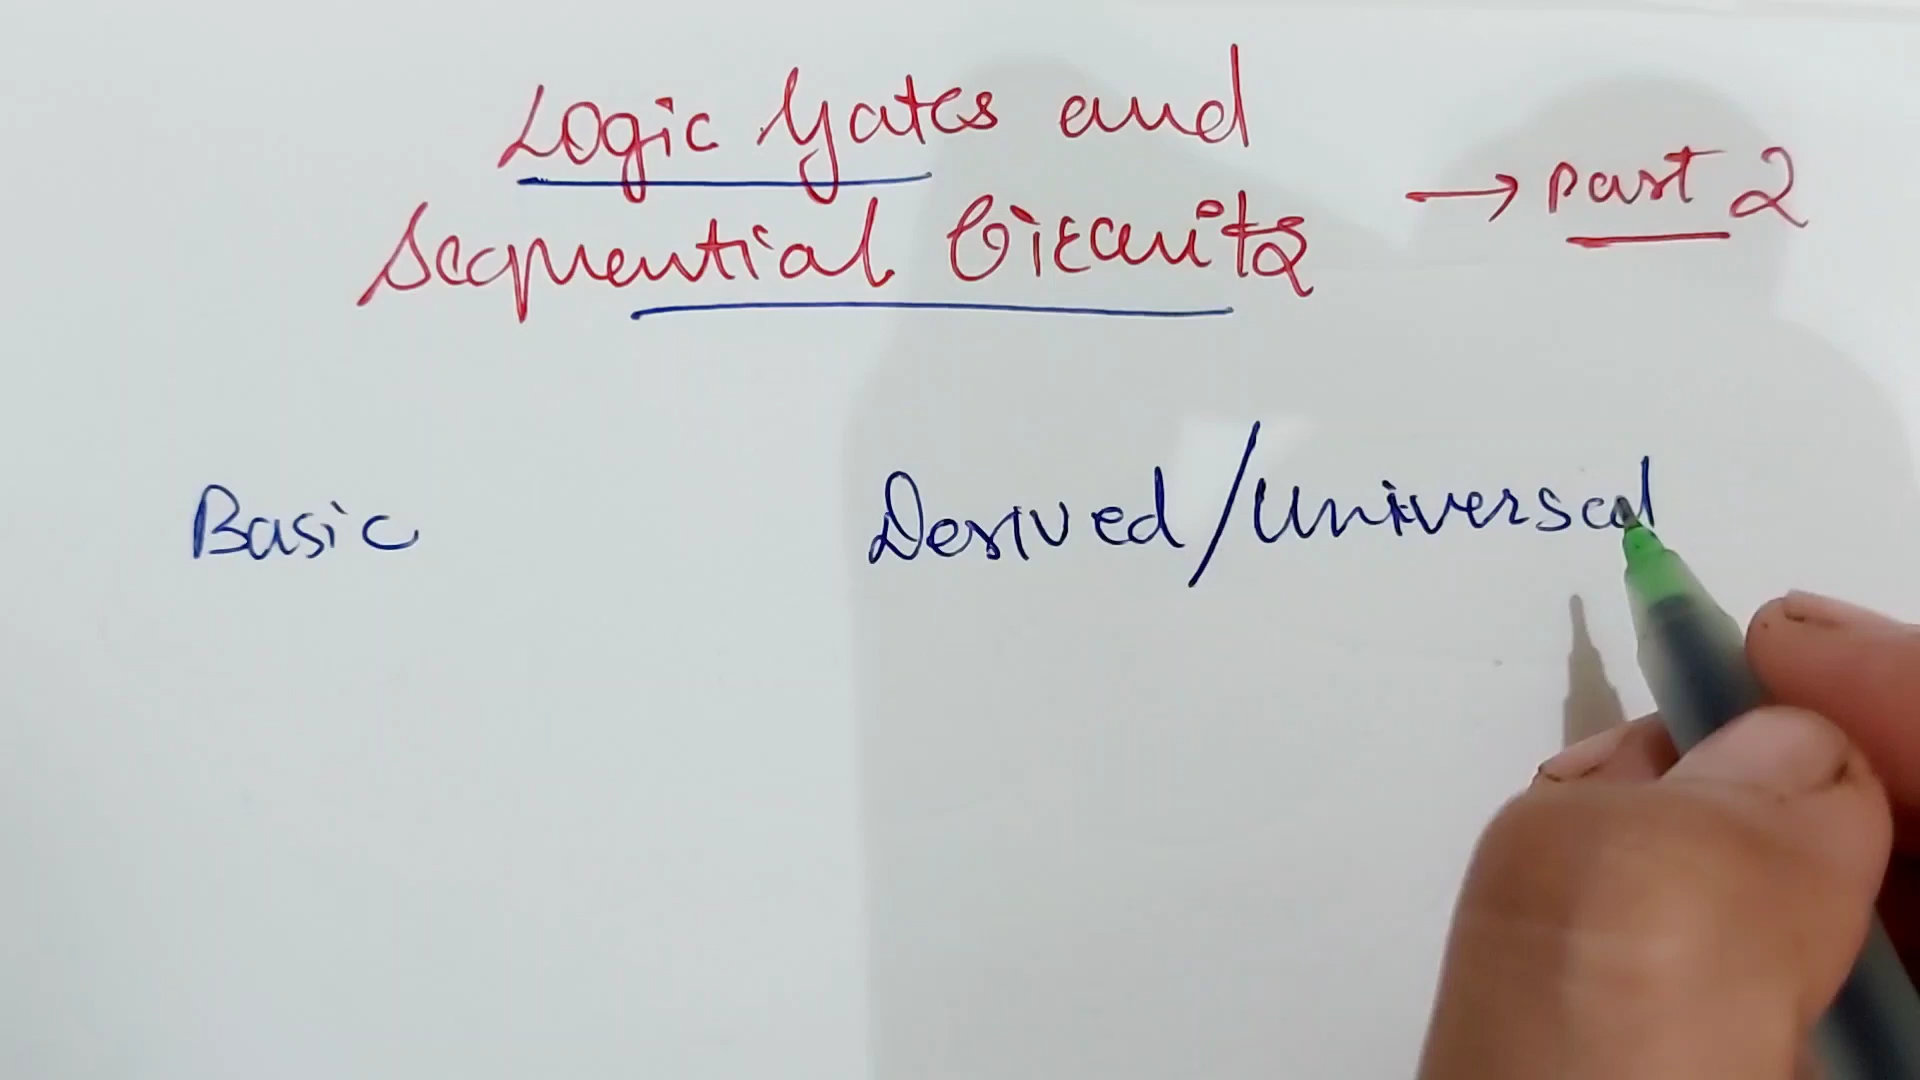 Logic Gates and
Sequential Circuits → Part 2
Basic
Derived/Universal